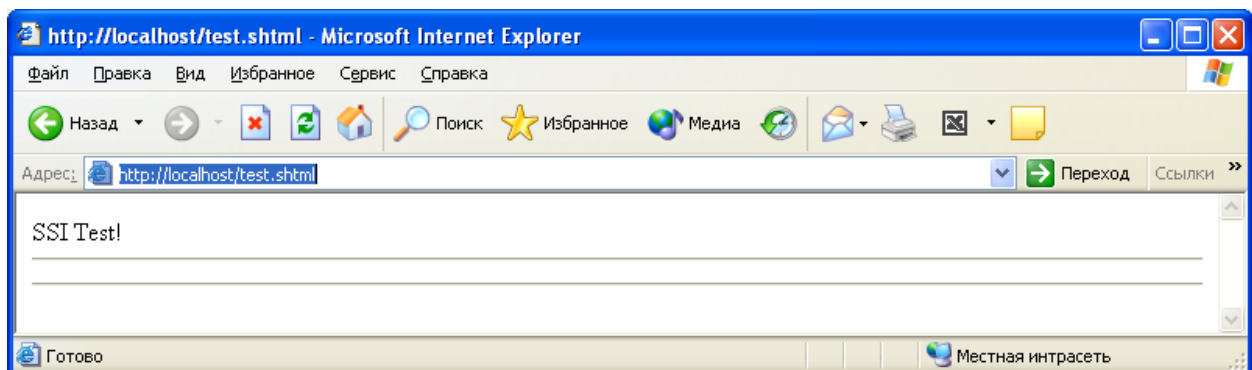 http://localhost/test.shtml - Microsoft Internet Explorer
Файл Правка Вид Избранное Сервис Справка
Назад Поиск Избранное Медиа
Адрес: http://localhost/test.shtml Переход Ссылки »
SSI Test!
Готово Местная интрасеть